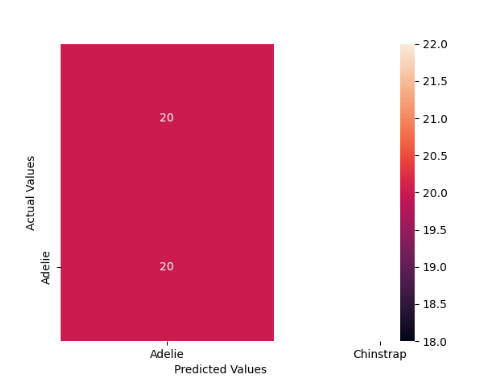 22.0
21.5
21.0
20
20.5
Actual Values
20.0
19.5
Adelie
20
19.0
18.5
18.0
Adelie
Chinstrap
Predicted Values